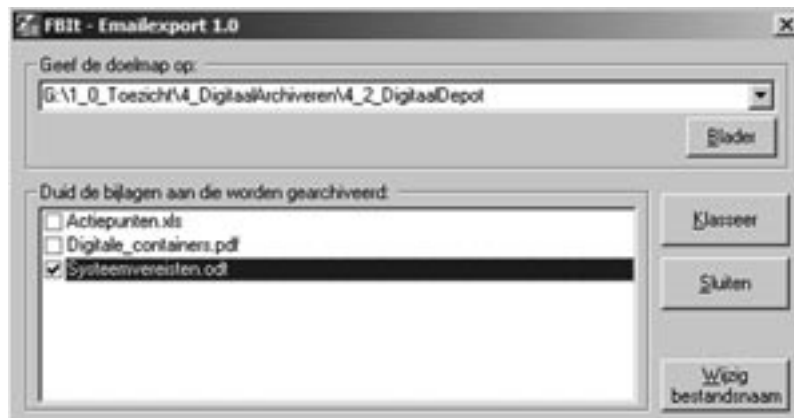 FBIt - Emailexport 1.0
Geef de doelmap op:
G:\1_0_Toezicht\4_DigitaalArchiveren\4_2_DigitaalDepot
Blader
Duid de bijlagen aan die worden gearchiveerd:
Actiepunten.xls
Digitale_containers.pdf
Systeemvereisten.odt
Klasseer
Sluiten
Wijzig
bestandsnaam